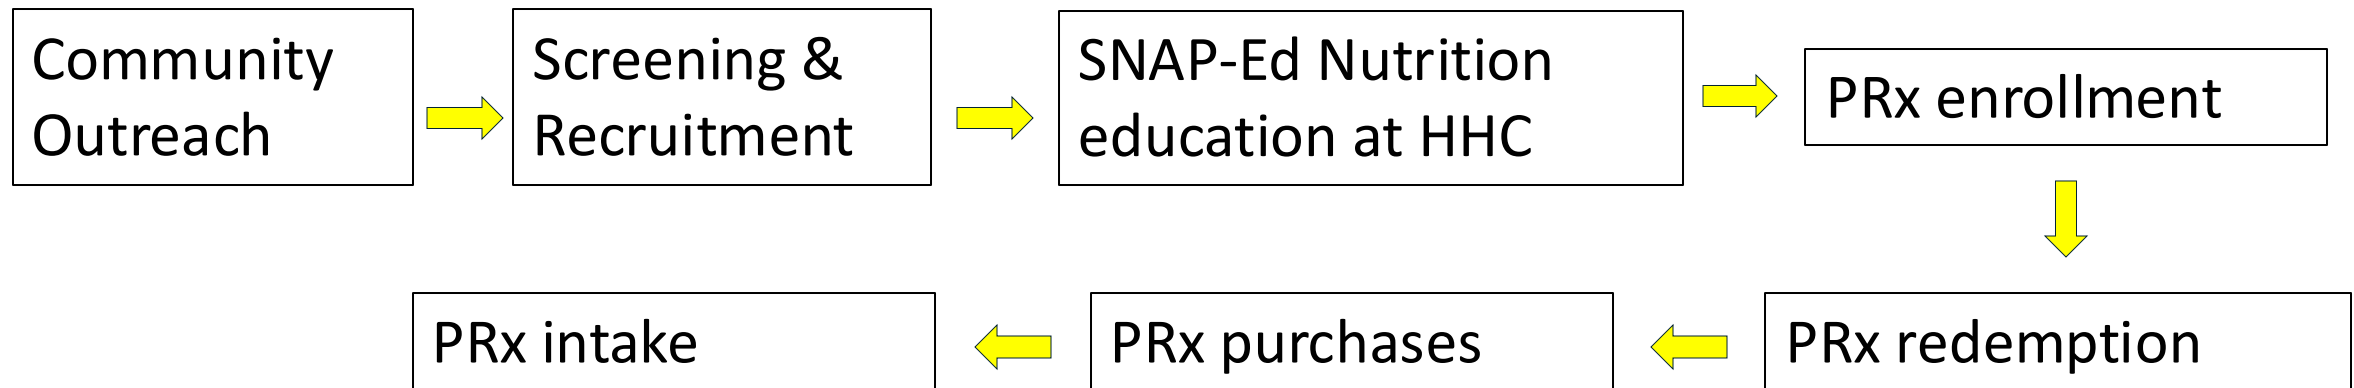 Community
Outreach
Screening &
Recruitment
SNAP-Ed Nutrition
education at HHC
PRx enrollment
PRx redemption
PRx purchases
PRx intake